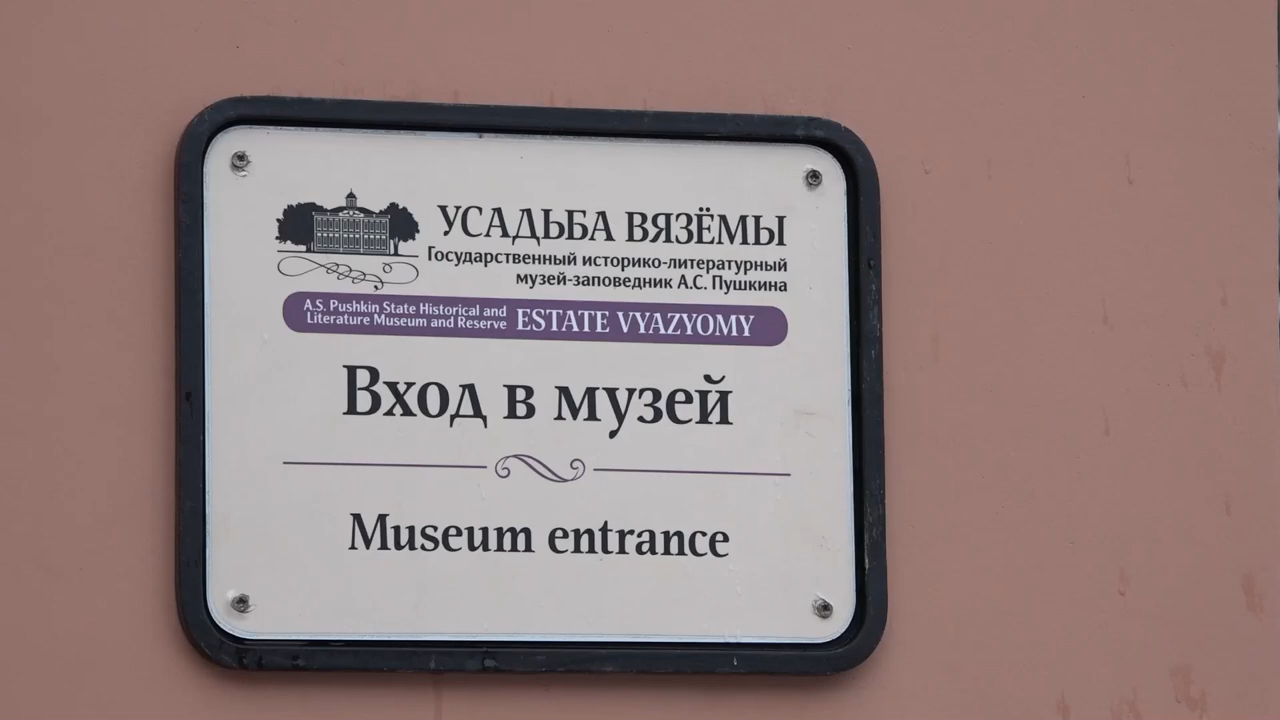 УСАДЬБА ВЯЗЁМЫ
Государственный историко-литературный
музей-заповедник А.С. Пушкина
A.S. Pushkin State Historical and
Literature Museum and Reserve
ESTATE VYAZYOMY
Вход в музей
Museum entrance